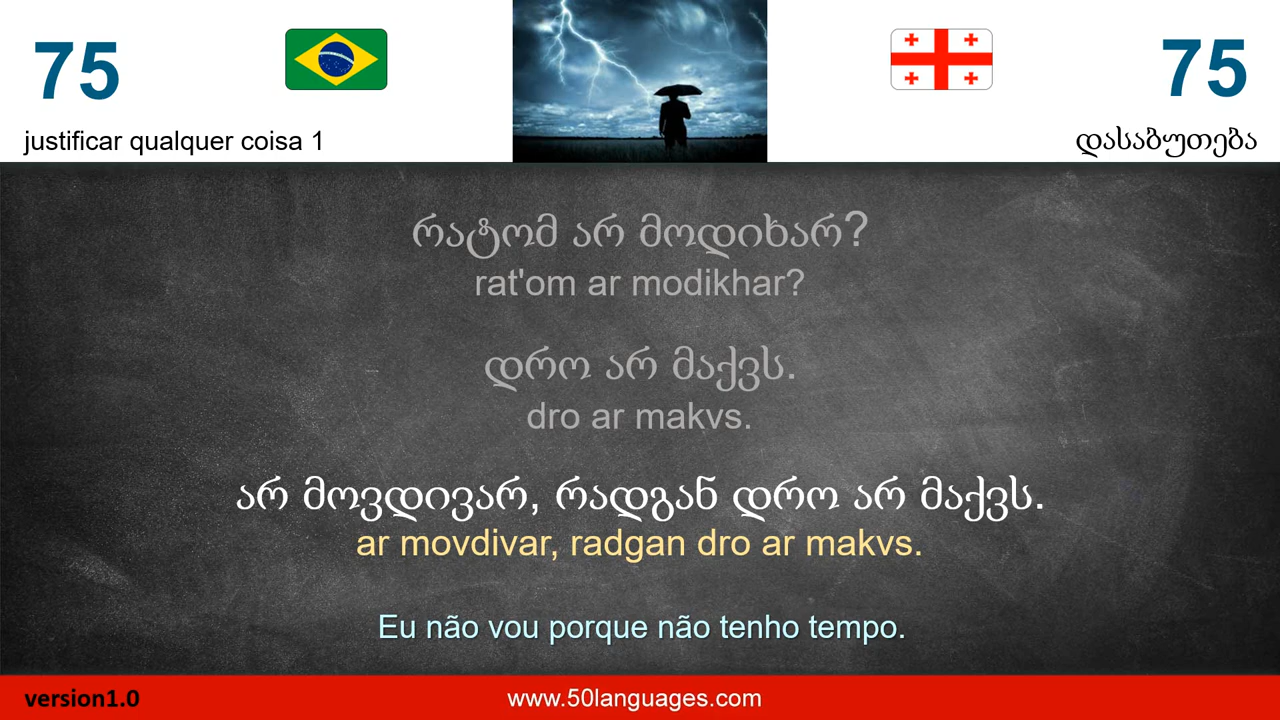 75
75
justificar qualquer coisa 1
დასაბუთება
რატომ არ მოდიხარ?
rat'om ar modikhar?
დრო არ მაქვს.
dro ar makvs.
არ მოვდივარ, რადგან დრო არ მაქვს.
ar movdivar, radgan dro ar makvs.
Eu não vou porque não tenho tempo.
version1.0
www.50languages.com